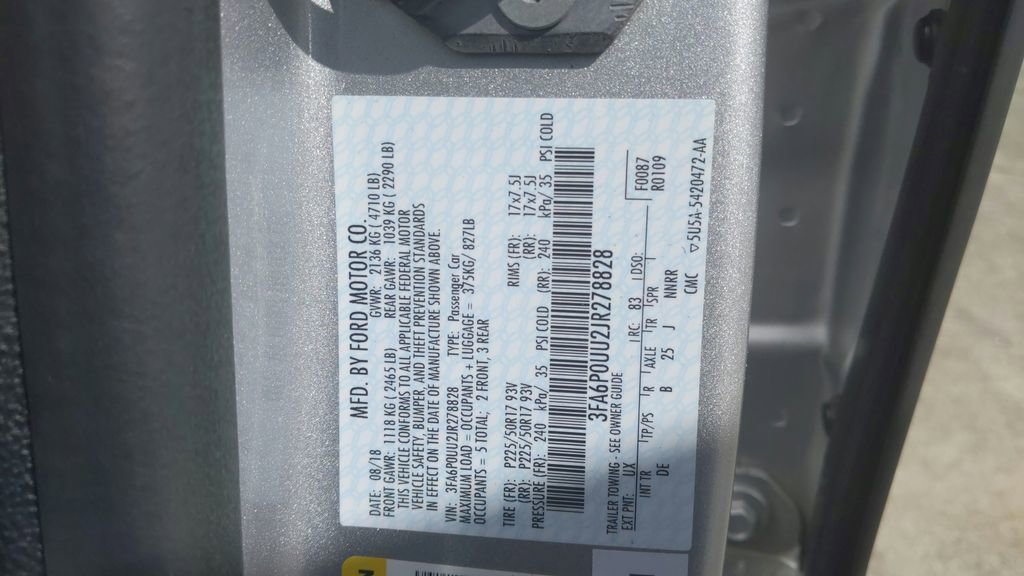 MFD. BY FORD MOTOR CO.
DATE: 08/18 GVWR: 2136 KG ( 4710 LB)
FRONT GAWR: 1118 KG ( 2465 LB) REAR GAWR: 1039 KG ( 2290 LB)
THIS VEHICLE CONFORMS TO ALL APPLICABLE FEDERAL MOTOR
VEHICLE SAFETY, BUMPER, AND THEFT PREVENTION STANDARDS
IN EFFECT ON THE DATE OF MANUFACTURE SHOWN ABOVE.
VIN: 3FA6P0UU2JR278828 TYPE: Passenger Car
MAXIMUM LOAD = OCCUPANTS + LUGGAGE = 375KG/ 827LB
OCCUPANTS = 5 TOTAL; 2 FRONT, 3 REAR
TIRE (FR): P225/50R17 93V RIMS (FR): 17x7.5J
(RR): P225/50R17 93V (RR): 17x7.5J
PRESSURE (FR): 240 kPa/ 35 PSI COLD (RR): 240 kPa/ 35 PSI COLD
3FA6P0UU2JR278828
TRAILER TOWING - SEE OWNER GUIDE F0087
EXT PNT: UX RC: 83 DSO: R0109
INT TR TP/PS R AXLE TR SPR
DE B 25 J NNRR
CMC ▽5U5A-5420472-AA